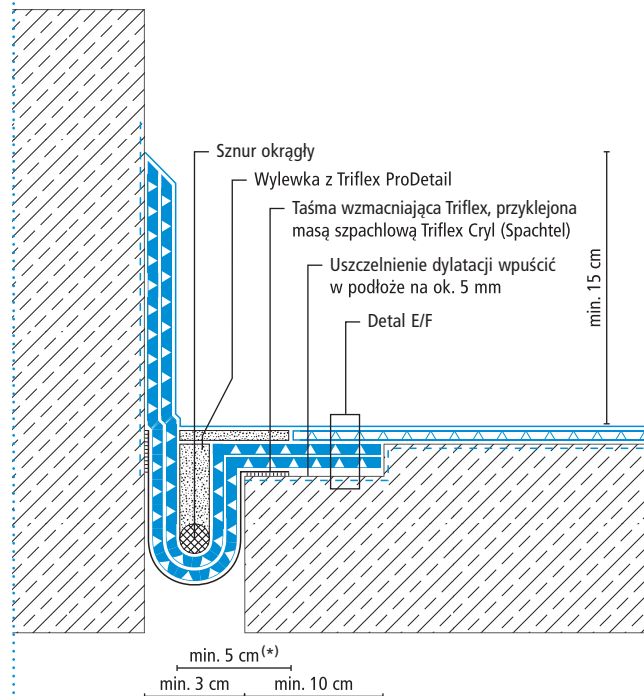 Sznur okrągły
Wylewka z Triflex ProDetail
Taśma wzmacniająca Triflex, przyklejona
masą szpachlową Triflex Cryl (Spachtel)
Uszczelnienie dylatacji wpuścić
w podłoże na ok. 5 mm
Detal E/F
min. 15 cm
min. 5 cm(*)
min. 3 cm
min. 10 cm